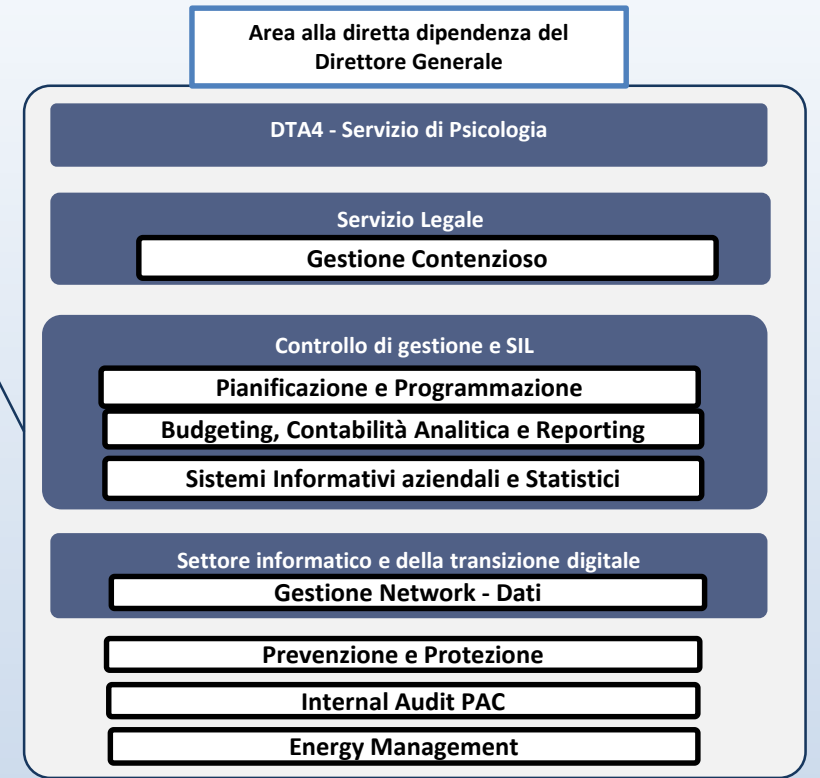 Area alla diretta dipendenza del
Direttore Generale
DTA4 - Servizio di Psicologia
Servizio Legale
Gestione Contenzioso
Controllo di gestione e SIL
Pianificazione e Programmazione
Budgeting, Contabilità Analitica e Reporting
Sistemi Informativi aziendali e Statistici
Settore informatico e della transizione digitale
Gestione Network - Dati
Prevenzione e Protezione
Internal Audit PAC
Energy Management